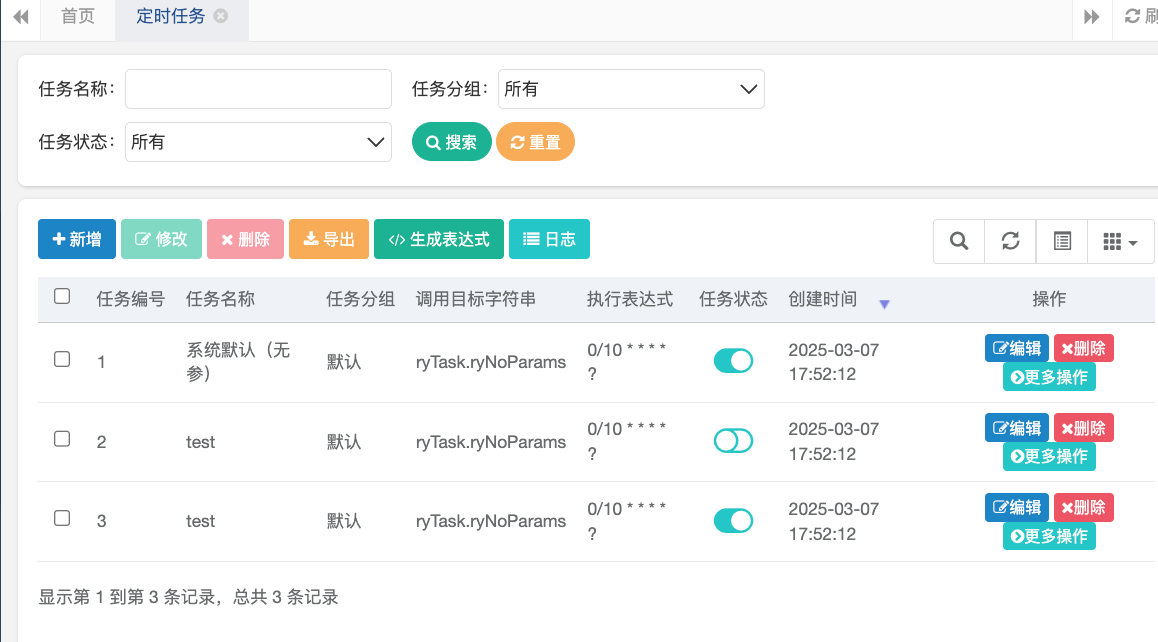 首页 定时任务 刷
任务名称： 任务分组： 所有
任务状态： 所有 搜索 重置
新增 修改 删除 导出 生成表达式 日志
任务编号 任务名称 任务分组 调用目标字符串 执行表达式 任务状态 创建时间 操作
1 系统默认（无参） 默认 ryTask.ryNoParams 0/10 * * * * ? 2025-03-07 17:52:12 编辑 删除 更多操作
2 test 默认 ryTask.ryNoParams 0/10 * * * * ? 2025-03-07 17:52:12 编辑 删除 更多操作
3 test 默认 ryTask.ryNoParams 0/10 * * * * ? 2025-03-07 17:52:12 编辑 删除 更多操作
显示第 1 到第 3 条记录，总共 3 条记录